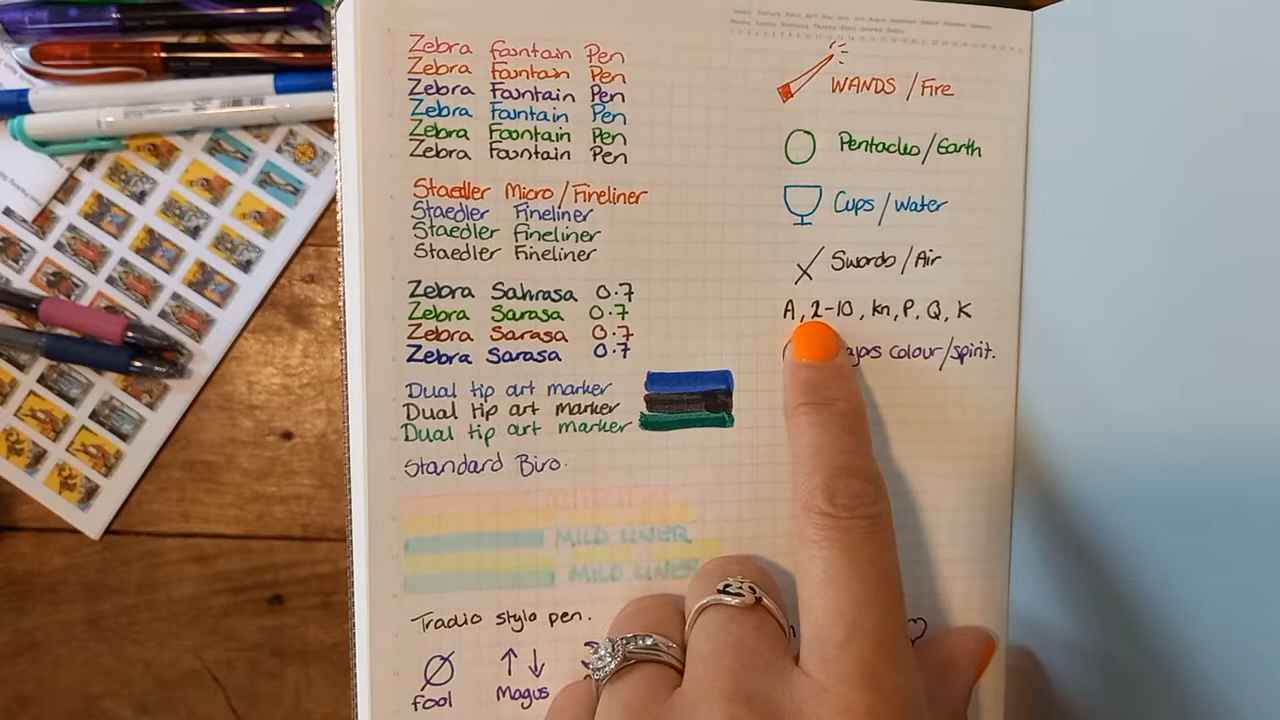 Zebra Fountain Pen
Zebra Fountain Pen
Zebra Fountain Pen
Zebra Fountain Pen
Zebra Fountain Pen
Zebra Fountain Pen
Staedler Micro/Fineliner
Staedler Fineliner
Staedler Fineliner
Staedler Fineliner
Zebra Sahrasa 0.7
Zebra Sarasa 0.7
Zebra Sarasa 0.7
Zebra Sarasa 0.7
Dual tip art marker
Dual tip art marker
Dual tip art marker
Standard Biro.
MILD LINER
MILD LINER
MILD LINER
Tradio stylo pen.
fool
Magus
WANDS / Fire
Pentacles/Earth
Cups / Water
Swords / Air
A, 2-10, Kn, P, Q, K
ajors colour/spirit.